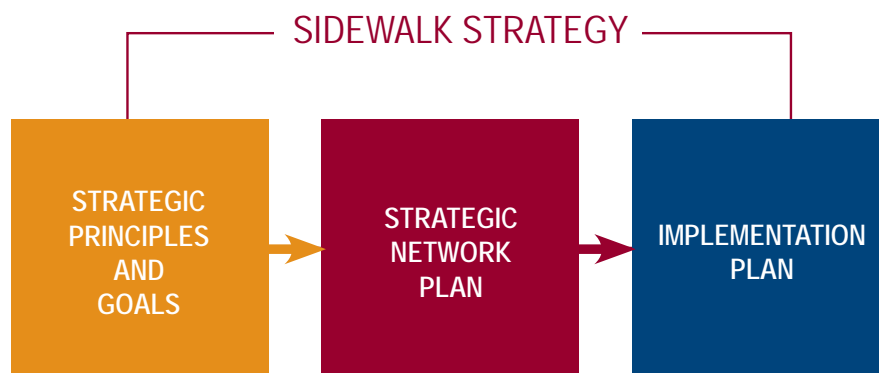 SIDEWALK STRATEGY
STRATEGIC
PRINCIPLES
AND
GOALS
STRATEGIC
NETWORK
PLAN
IMPLEMENTATION
PLAN